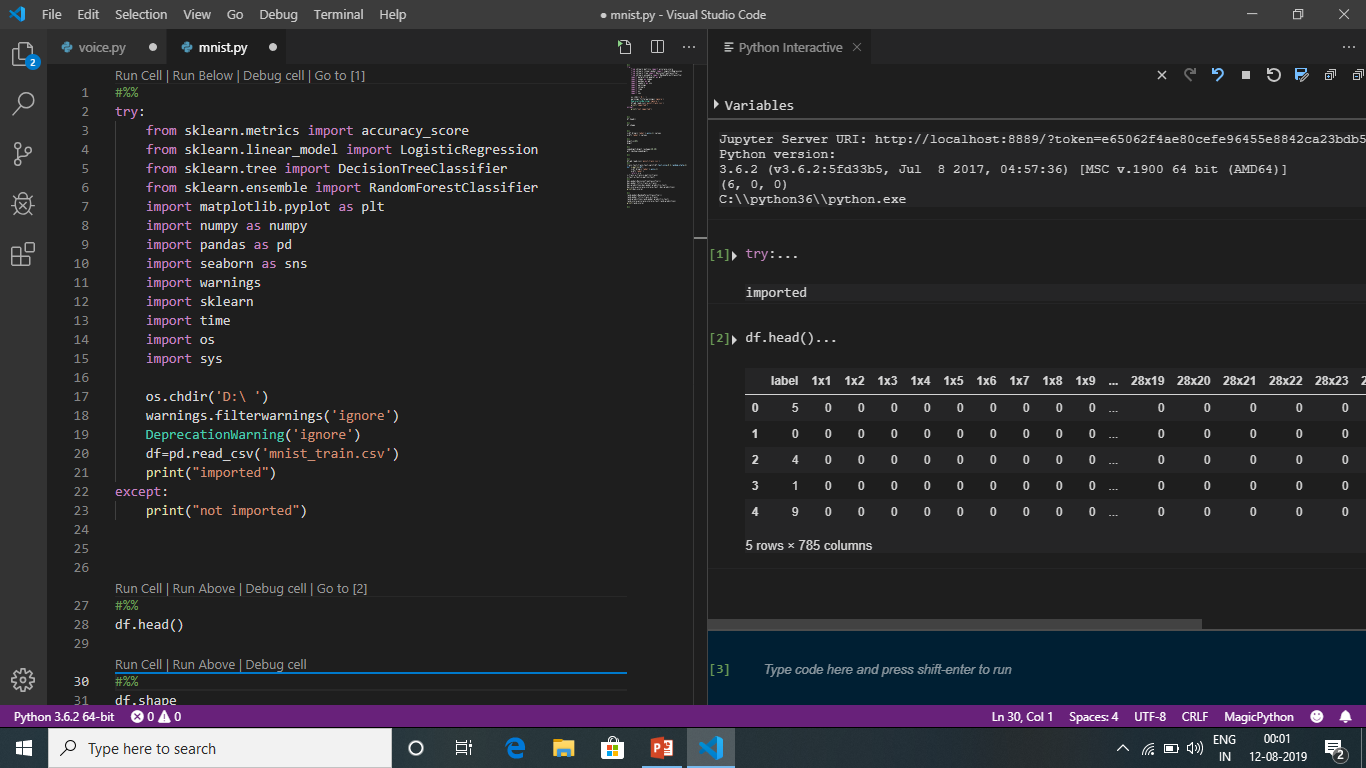 File Edit Selection View Go Debug Terminal Help ● mnist.py - Visual Studio Code
voice.py ● mnist.py ●
Run Cell | Run Below | Debug cell | Go to [1]
1 #%%
2 try:
3 from sklearn.metrics import accuracy_score
4 from sklearn.linear_model import LogisticRegression
5 from sklearn.tree import DecisionTreeClassifier
6 from sklearn.ensemble import RandomForestClassifier
7 import matplotlib.pyplot as plt
8 import numpy as numpy
9 import pandas as pd
10 import seaborn as sns
11 import warnings
12 import sklearn
13 import time
14 import os
15 import sys
16
17 os.chdir('D:\ ')
18 warnings.filterwarnings('ignore')
19 DeprecationWarning('ignore')
20 df=pd.read_csv('mnist_train.csv')
21 print("imported")
22 except:
23 print("not imported")
24
25
26
Run Cell | Run Above | Debug cell | Go to [2]
27 #%%
28 df.head()
29
Run Cell | Run Above | Debug cell
30 #%%
31 df.shape
Python Interactive
Variables
Jupyter Server URI: http://localhost:8889/?token=e65062f4ae80cefe96455e8842ca23bdb5
Python version:
3.6.2 (v3.6.2:5fd33b5, Jul 8 2017, 04:57:36) [MSC v.1900 64 bit (AMD64)]
(6, 0, 0)
C:\\python36\\python.exe
[1] try:...
imported
[2] df.head()...
label 1x1 1x2 1x3 1x4 1x5 1x6 1x7 1x8 1x9 ... 28x19 28x20 28x21 28x22 28x23 2
0 5 0 0 0 0 0 0 0 0 0 ... 0 0 0 0 0
1 0 0 0 0 0 0 0 0 0 0 ... 0 0 0 0 0
2 4 0 0 0 0 0 0 0 0 0 ... 0 0 0 0 0
3 1 0 0 0 0 0 0 0 0 0 ... 0 0 0 0 0
4 9 0 0 0 0 0 0 0 0 0 ... 0 0 0 0 0
5 rows × 785 columns
[3] Type code here and press shift-enter to run
2
Python 3.6.2 64-bit 0 0 Ln 30, Col 1 Spaces: 4 UTF-8 CRLF MagicPython
Type here to search
ENG
IN
00:01
12-08-2019
2